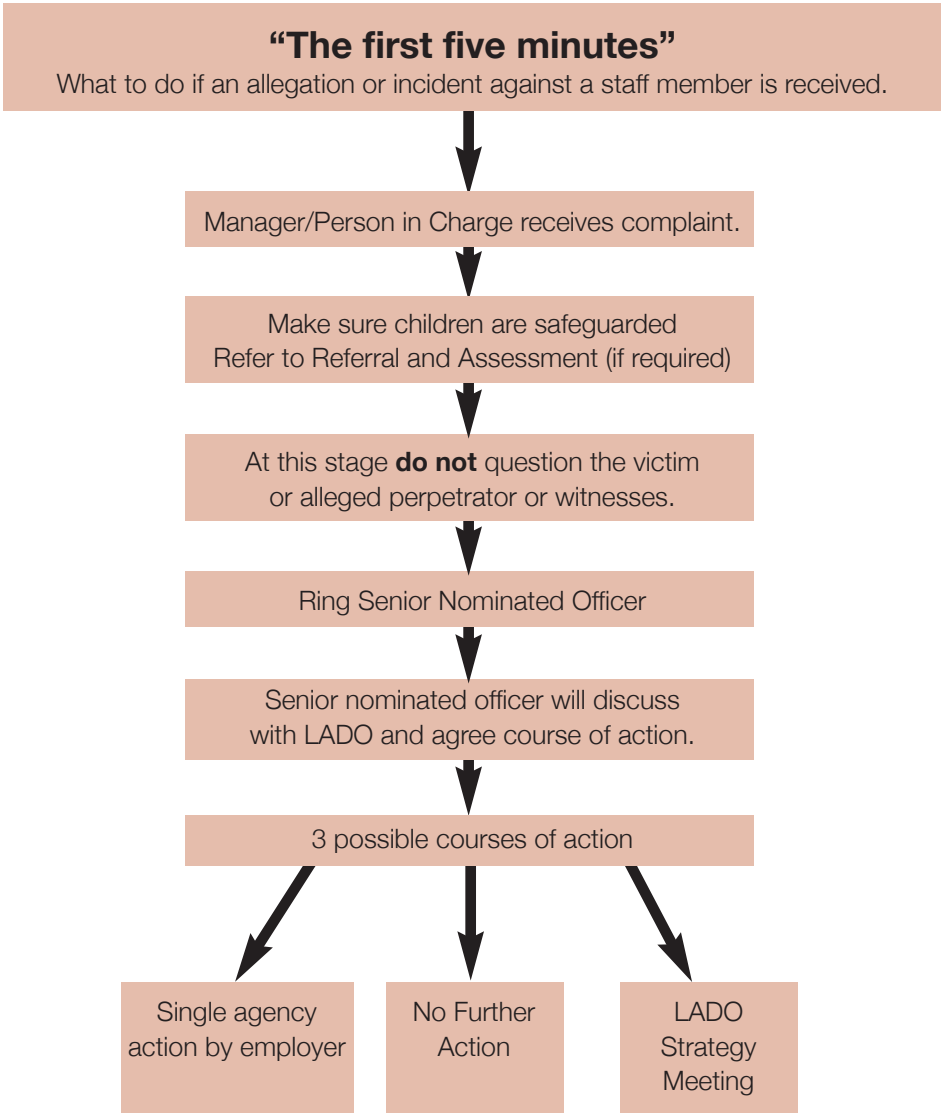 “The first five minutes”
What to do if an allegation or incident against a staff member is received.
Manager/Person in Charge receives complaint.
Make sure children are safeguarded
Refer to Referral and Assessment (if required)
At this stage do not question the victim
or alleged perpetrator or witnesses.
Ring Senior Nominated Officer
Senior nominated officer will discuss
with LADO and agree course of action.
3 possible courses of action
Single agency
action by employer
No Further
Action
LADO
Strategy
Meeting